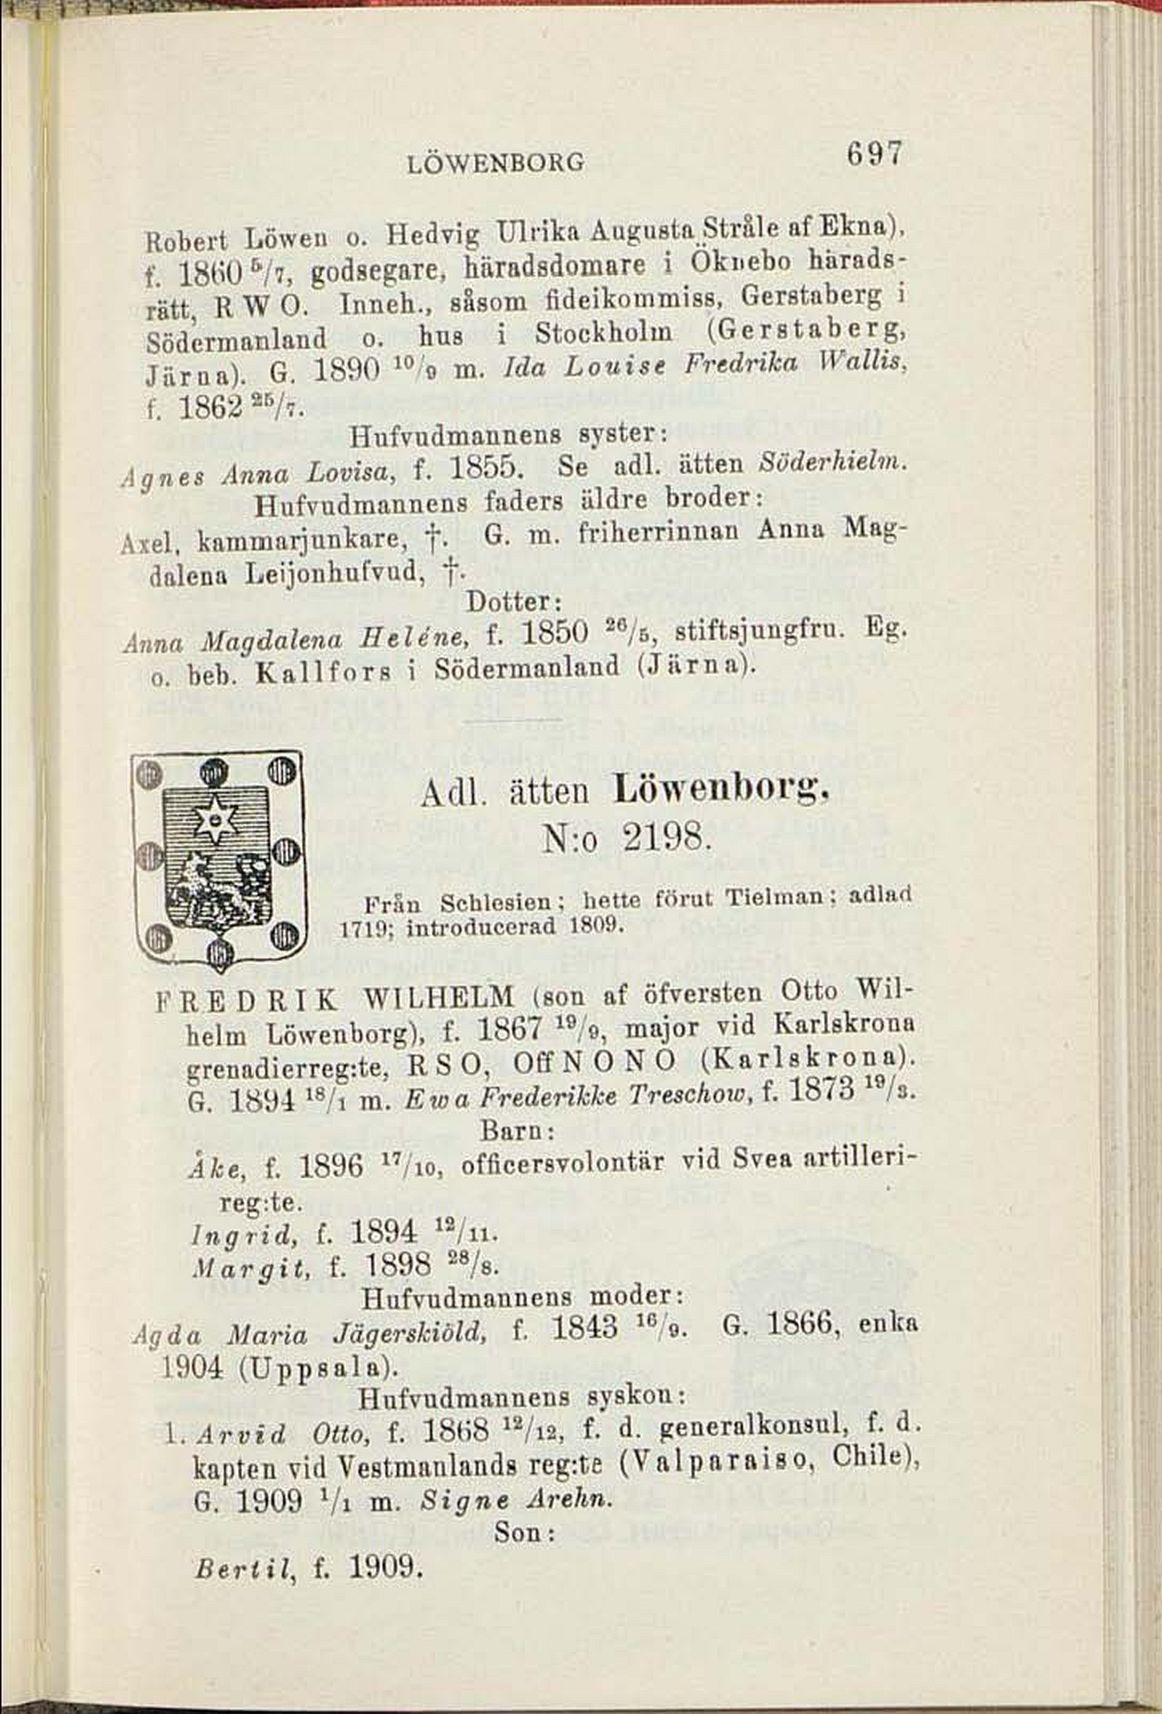 LÖWENBORG 697
Robert Löwen o. Hedvig Ulrika Augusta Stråle af Ekna),
f. 1860 5/7, godsegare, häradsdomare i Öknebo härads-
rätt, R W O. Inneh., såsom fideikommiss, Gerstaberg i
Södermanland o. hus i Stockholm (Gerstaberg,
Järna). G. 1890 10/9 m. Ida Louise Fredrika Wallis,
f. 1862 25/7.
Hufvudmannens syster:
Agnes Anna Lovisa, f. 1855. Se adl. ätten Söderhielm.
Hufvudmannens faders äldre broder:
Axel, kammarjunkare, †. G. m. friherrinnan Anna Mag-
dalena Leijonhufvud, †.
Dotter:
Anna Magdalena Heléne, f. 1850 26/5, stiftsjungfru. Eg.
o. beb. Kallfors i Södermanland (Järna).
Adl. ätten Löwenborg.
N:o 2198.
Från Schlesien; hette förut Tielman; adlad
1719; introducerad 1809.
FREDRIK WILHELM (son af öfversten Otto Wil-
helm Löwenborg), f. 1867 19/9, major vid Karlskrona
grenadierreg:te, R S O, Off N O N O (Karlskrona).
G. 1894 18/1 m. Ewa Frederikke Treschow, f. 1873 19/3.
Barn:
Åke, f. 1896 17/10, officersvolontär vid Svea artilleri-
reg:te.
Ingrid, f. 1894 12/11.
Margit, f. 1898 28/8.
Hufvudmannens moder:
Agda Maria Jägerskiöld, f. 1843 16/9. G. 1866, enka
1904 (Uppsala).
Hufvudmannens syskon:
1. Arvid Otto, f. 1868 12/12, f. d. generalkonsul, f. d.
kapten vid Vestmanlands reg:te (Valparaiso, Chile),
G. 1909 1/1 m. Signe Arehn.
Son:
Bertil, f. 1909.